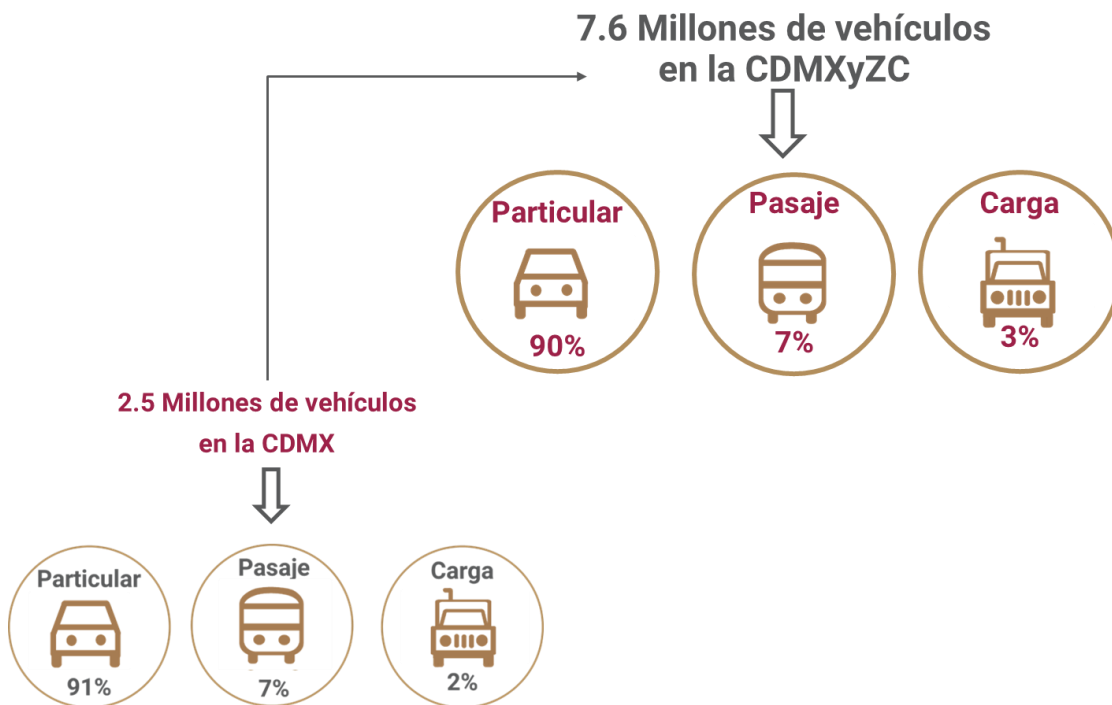 7.6 Millones de vehículos
en la CDMXyZC
Particular
90%
Pasaje
7%
Carga
3%
2.5 Millones de vehículos
en la CDMX
Particular
91%
Pasaje
7%
Carga
2%